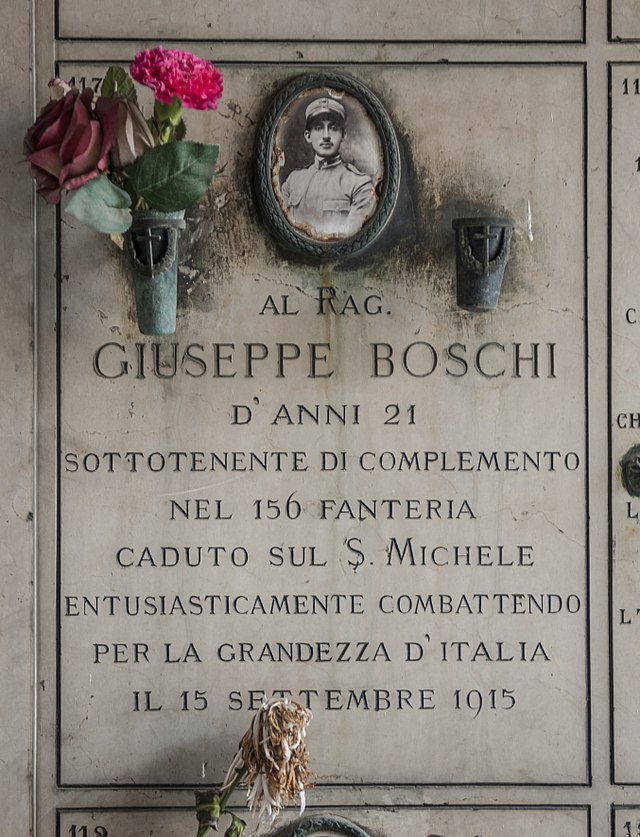 117
AL RAG.
GIUSEPPE BOSCHI
D'ANNI 21
SOTTOTENENTE DI COMPLEMENTO
NEL 156 FANTERIA
CADUTO SUL S. MICHELE
ENTUSIASTICAMENTE COMBATTENDO
PER LA GRANDEZZA D'ITALIA
IL 15 SETTEMBRE 1915